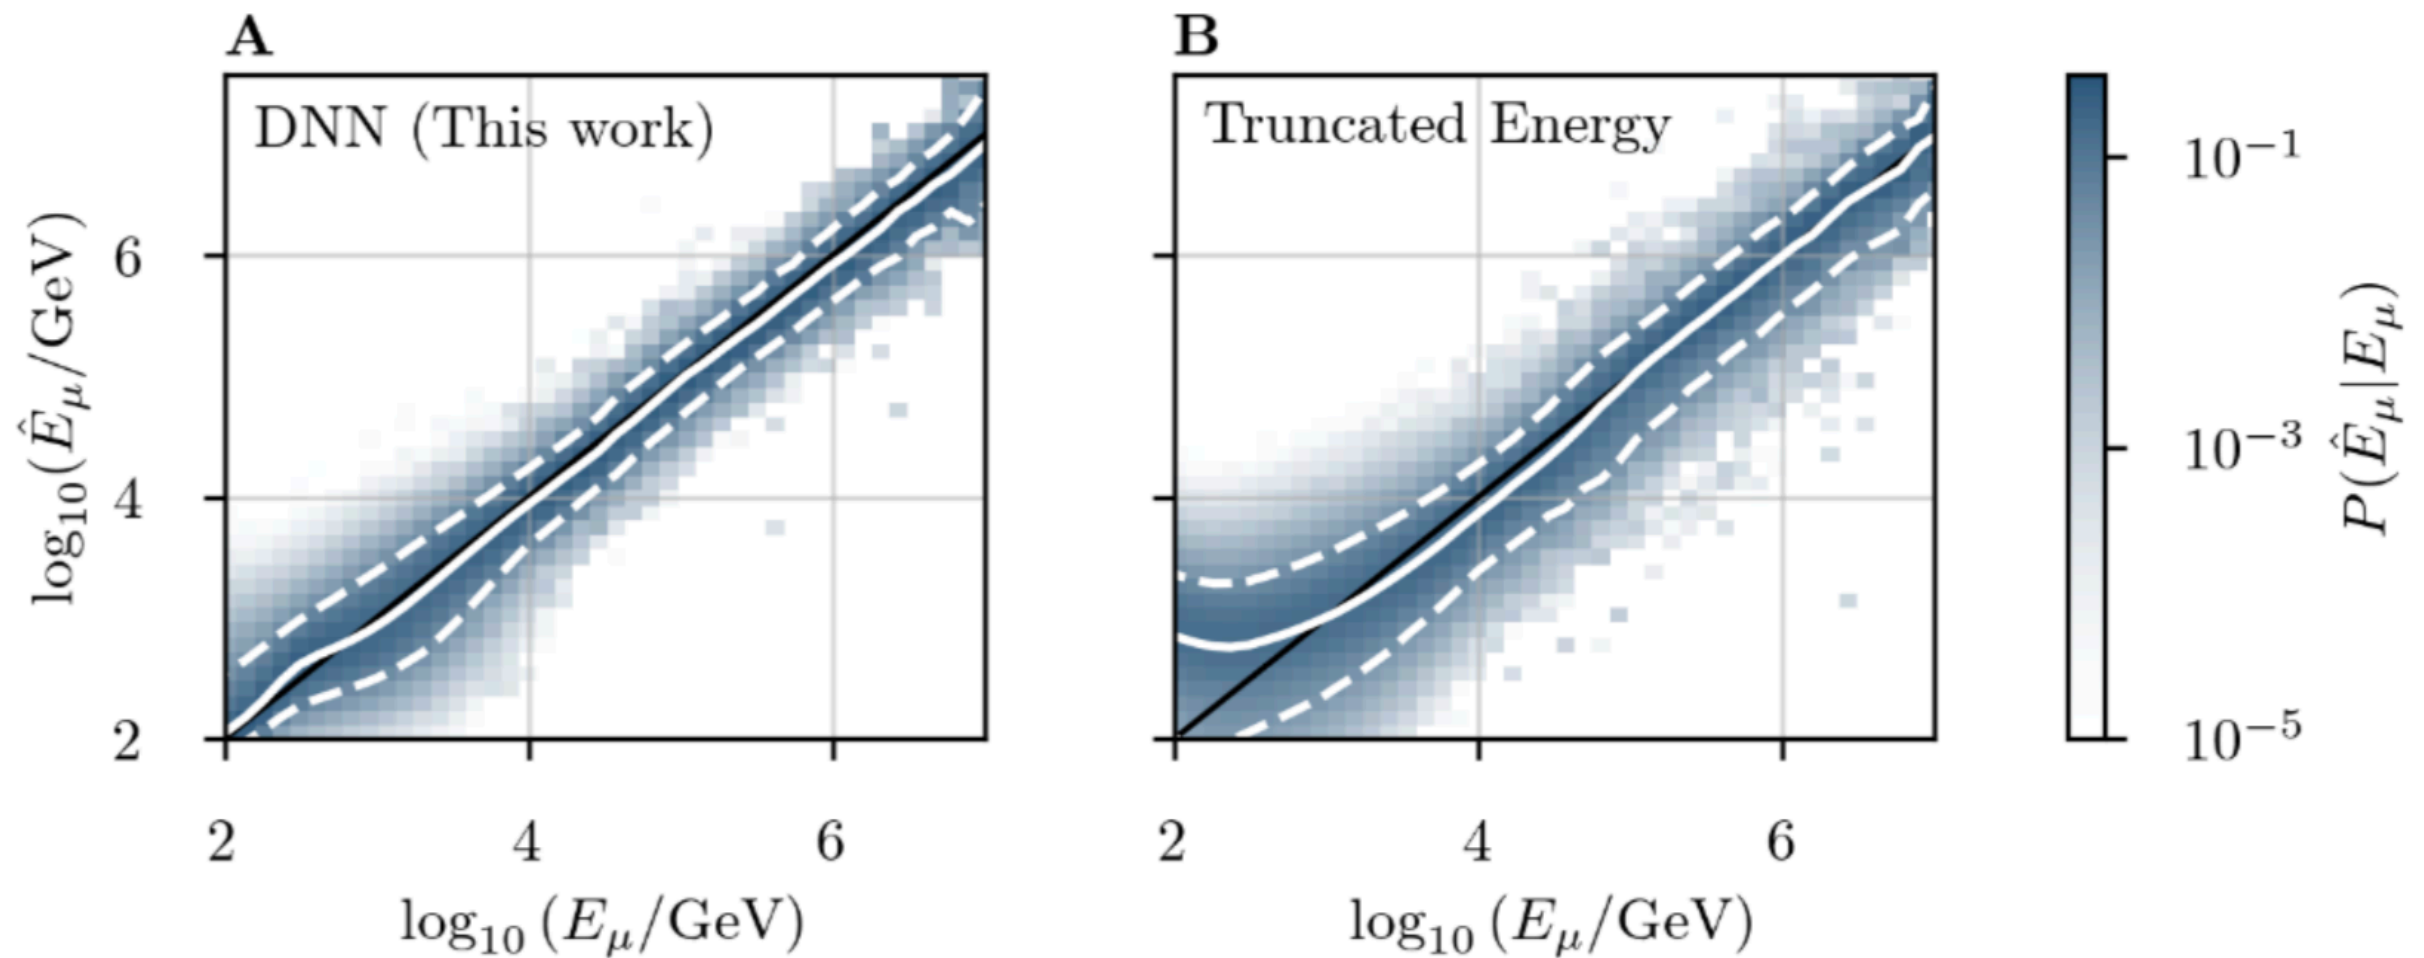 A
B
DNN (This work)
Truncated Energy
log₁₀(Ê_μ/GeV)
6
4
2
10⁻¹
10⁻³
10⁻⁵
P(Ê_μ|E_μ)
2 4 6
2 4 6
log₁₀ (E_μ/GeV)
log₁₀ (E_μ/GeV)